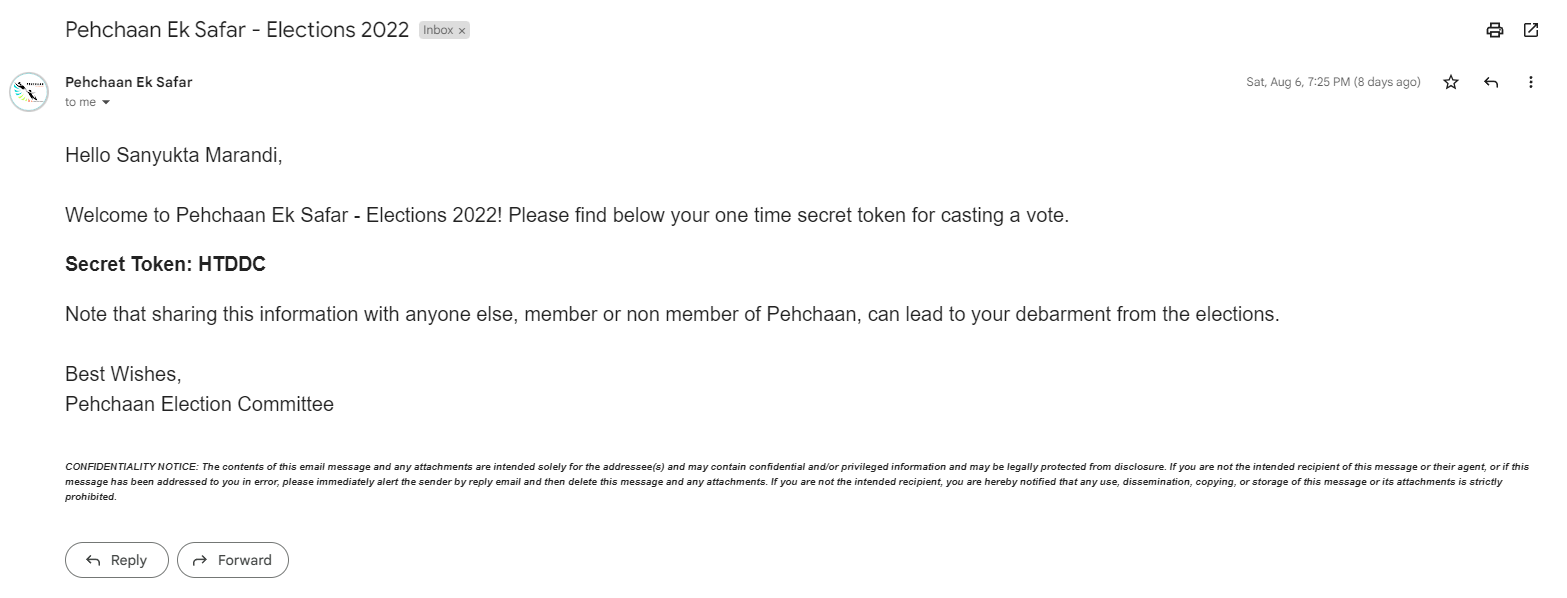 Pehchaan Ek Safar - Elections 2022 Inbox ×
Pehchaan Ek Safar Sat, Aug 6, 7:25 PM (8 days ago)
to me
Hello Sanyukta Marandi,
Welcome to Pehchaan Ek Safar - Elections 2022! Please find below your one time secret token for casting a vote.
Secret Token: HTDDC
Note that sharing this information with anyone else, member or non member of Pehchaan, can lead to your debarment from the elections.
Best Wishes,
Pehchaan Election Committee
CONFIDENTIALITY NOTICE: The contents of this email message and any attachments are intended solely for the addressee(s) and may contain confidential and/or privileged information and may be legally protected from disclosure. If you are not the intended recipient of this message or their agent, or if this
message has been addressed to you in error, please immediately alert the sender by reply email and then delete this message and any attachments. If you are not the intended recipient, you are hereby notified that any use, dissemination, copying, or storage of this message or its attachments is strictly
prohibited.
Reply Forward